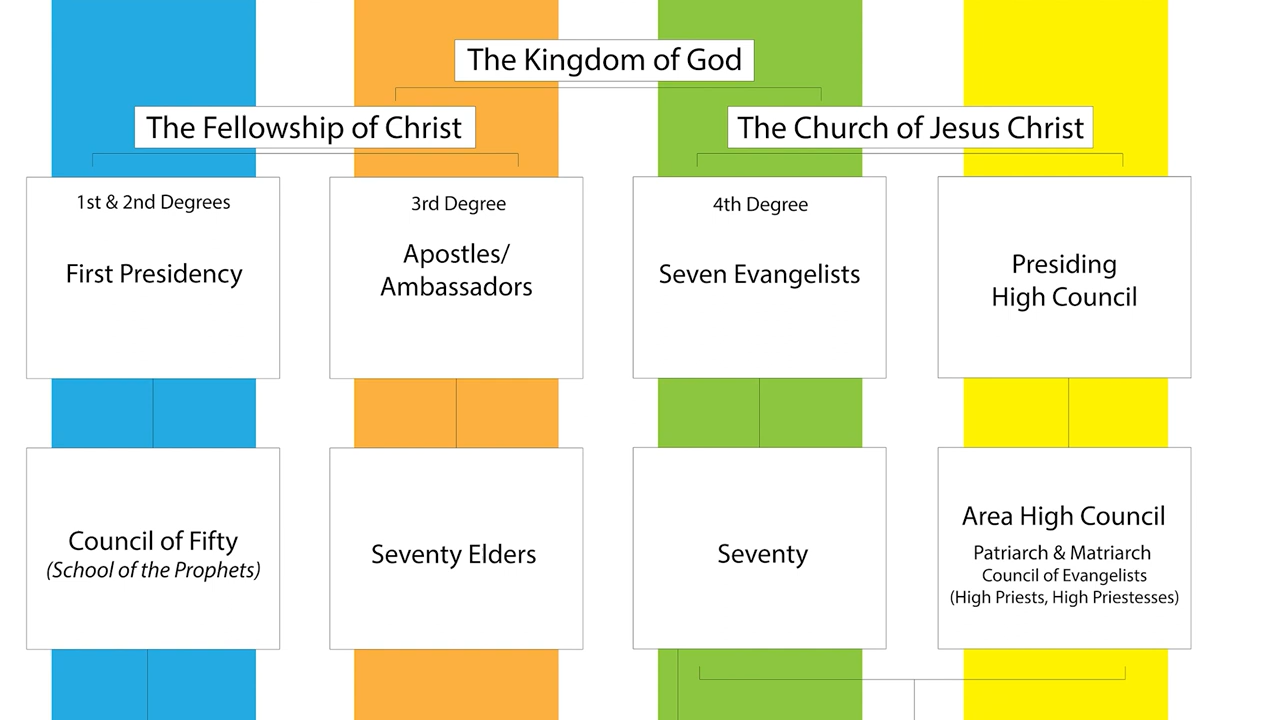 The Kingdom of God
The Fellowship of Christ
The Church of Jesus Christ
1st & 2nd Degrees
First Presidency
3rd Degree
Apostles/
Ambassadors
4th Degree
Seven Evangelists
Presiding
High Council
Council of Fifty
(School of the Prophets)
Seventy Elders
Seventy
Area High Council
Patriarch & Matriarch
Council of Evangelists
(High Priests, High Priestesses)